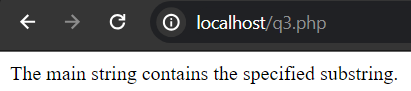 localhost/q3.php
The main string contains the specified substring.